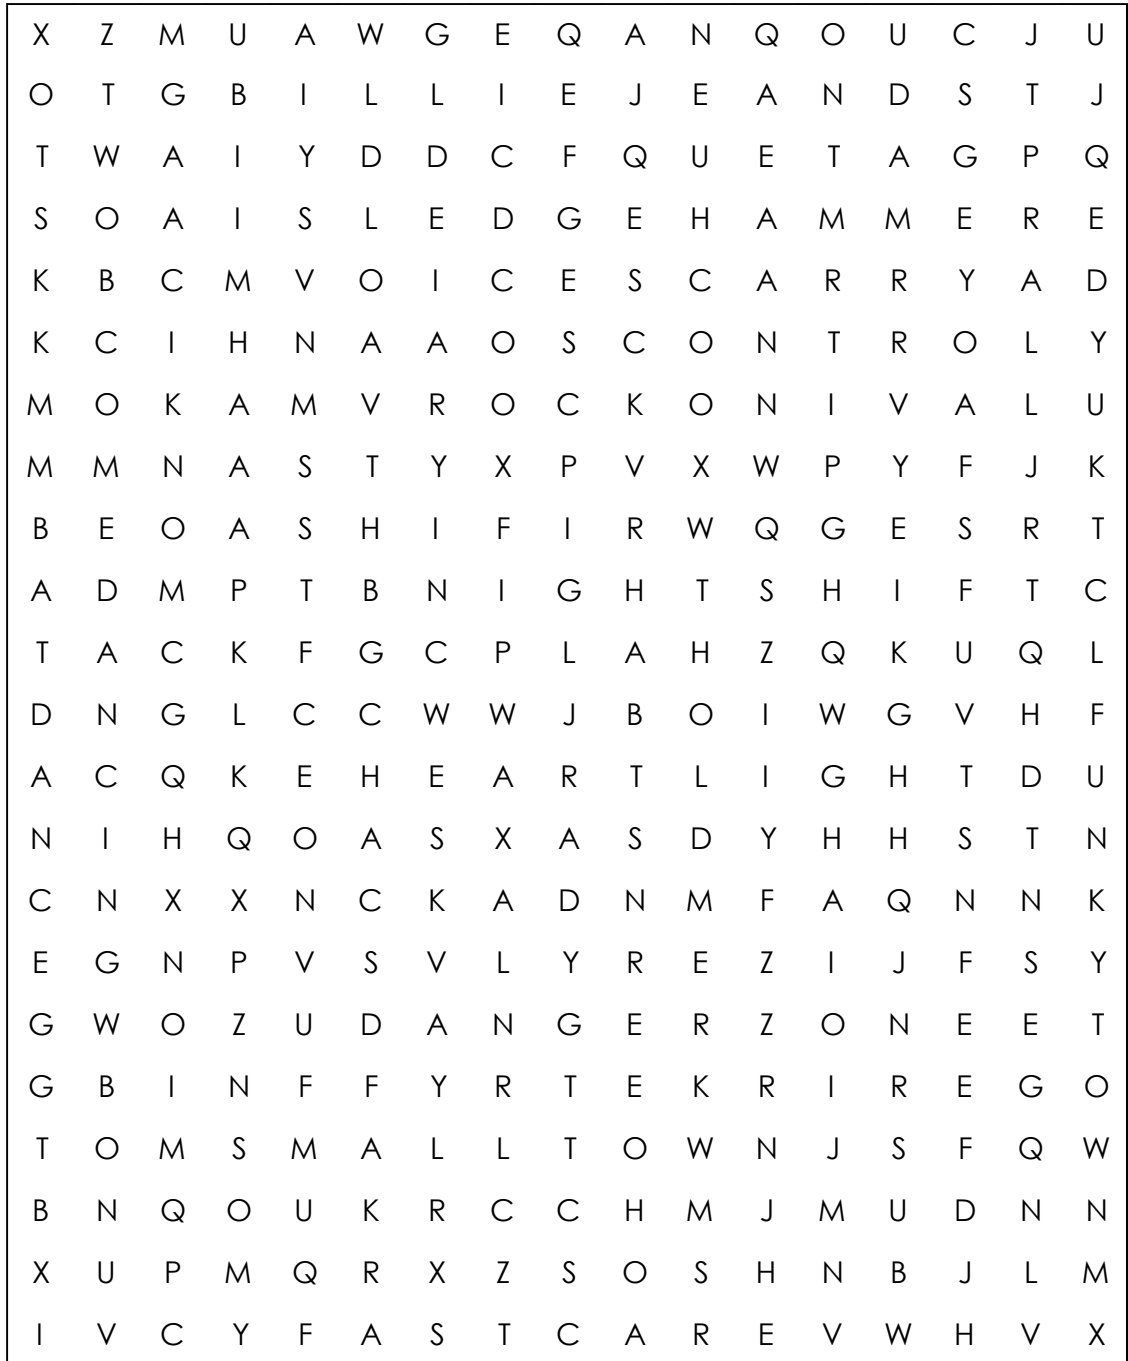 X Z M U A W G E Q A N Q O U C J U
O T G B I L L I E J E A N D S T J
T W A I Y D D C F Q U E T A G P Q
S O A I S L E D G E H A M M E R E
K B C M V O I C E S C A R R Y A D
K C I H N A A O S C O N T R O L Y
M O K A M V R O C K O N I V A L U
M M N A S T Y X P V X W P Y F J K
B E O A S H I F I R W Q G E S R T
A D M P T B N I G H T S H I F T C
T A C K F G C P L A H Z Q K U Q L
D N G L C C W W J B O I W G V H F
A C Q K E H E A R T L I G H T D U
N I H Q O A S X A S D Y H H S T N
C N X X N C K A D N M F A Q N N K
E G N P V S V L Y R E Z I J F S Y
G W O Z U D A N G E R Z O N E E T
G B I N F F Y R T E K R I R E G O
T O M S M A L L T O W N J S F Q W
B N Q O U K R C C H M J M U D N N
X U P M Q R X Z S O S H N B J L M
I V C Y F A S T C A R E V W H V X